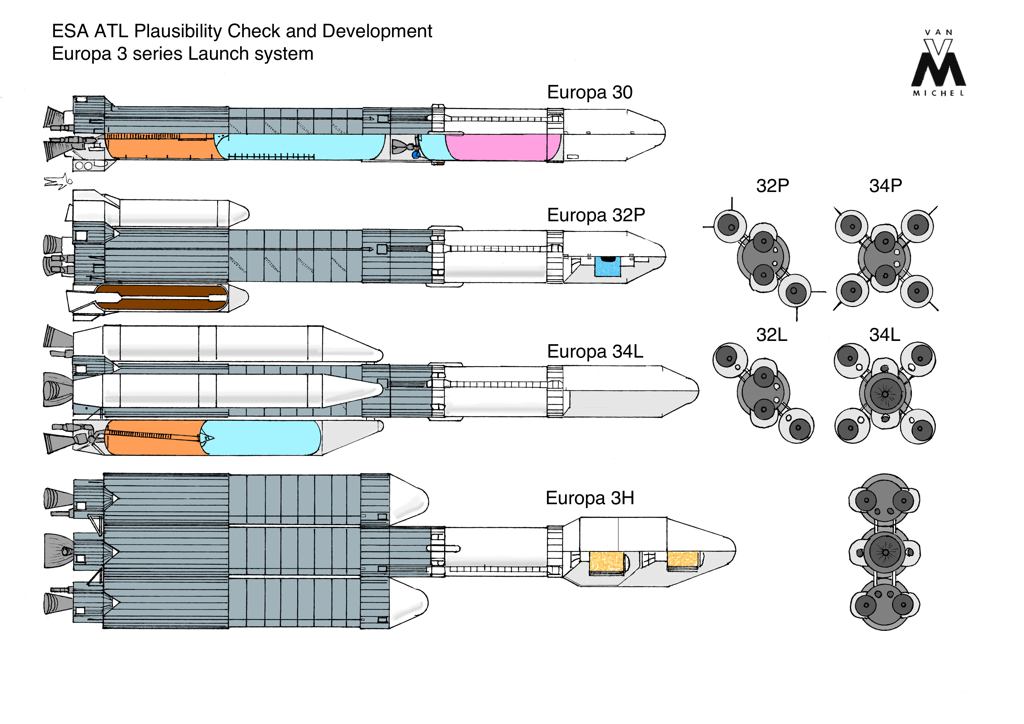 ESA ATL Plausibility Check and Development
Europa 3 series Launch system
VAN
VM
MICHEL
Europa 30
Europa 32P
32P
34P
Europa 34L
32L
34L
Europa 3H